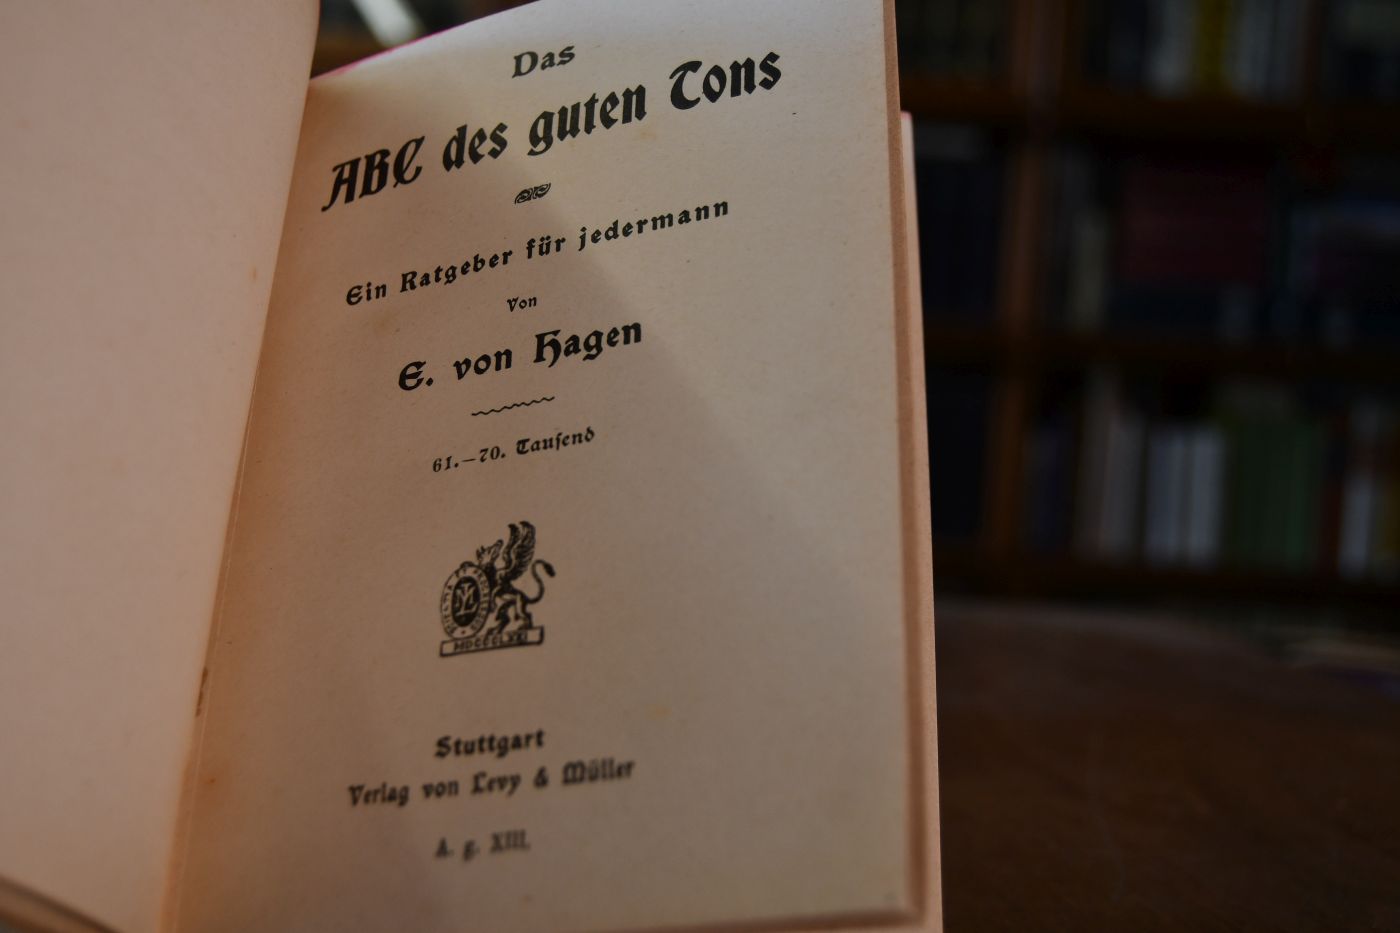 Das
ABC des guten Tons
Ein Ratgeber für jedermann
Von
E. von Hagen
61.—70. Tauſend
MDCCCLXXI
Stuttgart
Verlag von Levy & Müller
A. g. XIII.